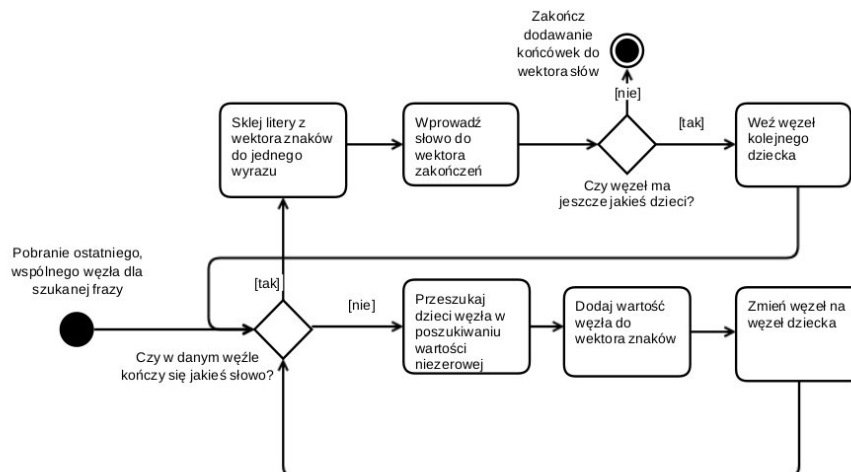 Zakończ
dodawanie
końcówek do
wektora słów
[nie]
Sklej litery z
wektora znaków
do jednego
wyrazu
Wprowadź
słowo do
wektora
zakończeń
[tak]
Weź węzeł
kolejnego
dziecka
Czy węzeł ma
jeszcze jakieś dzieci?
Pobranie ostatniego,
wspólnego węzła dla
szukanej frazy
[tak]
[nie]
Przeszukaj
dzieci węzła w
poszukiwaniu
wartości
niezerowej
Dodaj wartość
węzła do
wektora znaków
Zmień węzeł na
węzeł dziecka
Czy w danym węźle
kończy się jakieś słowo?